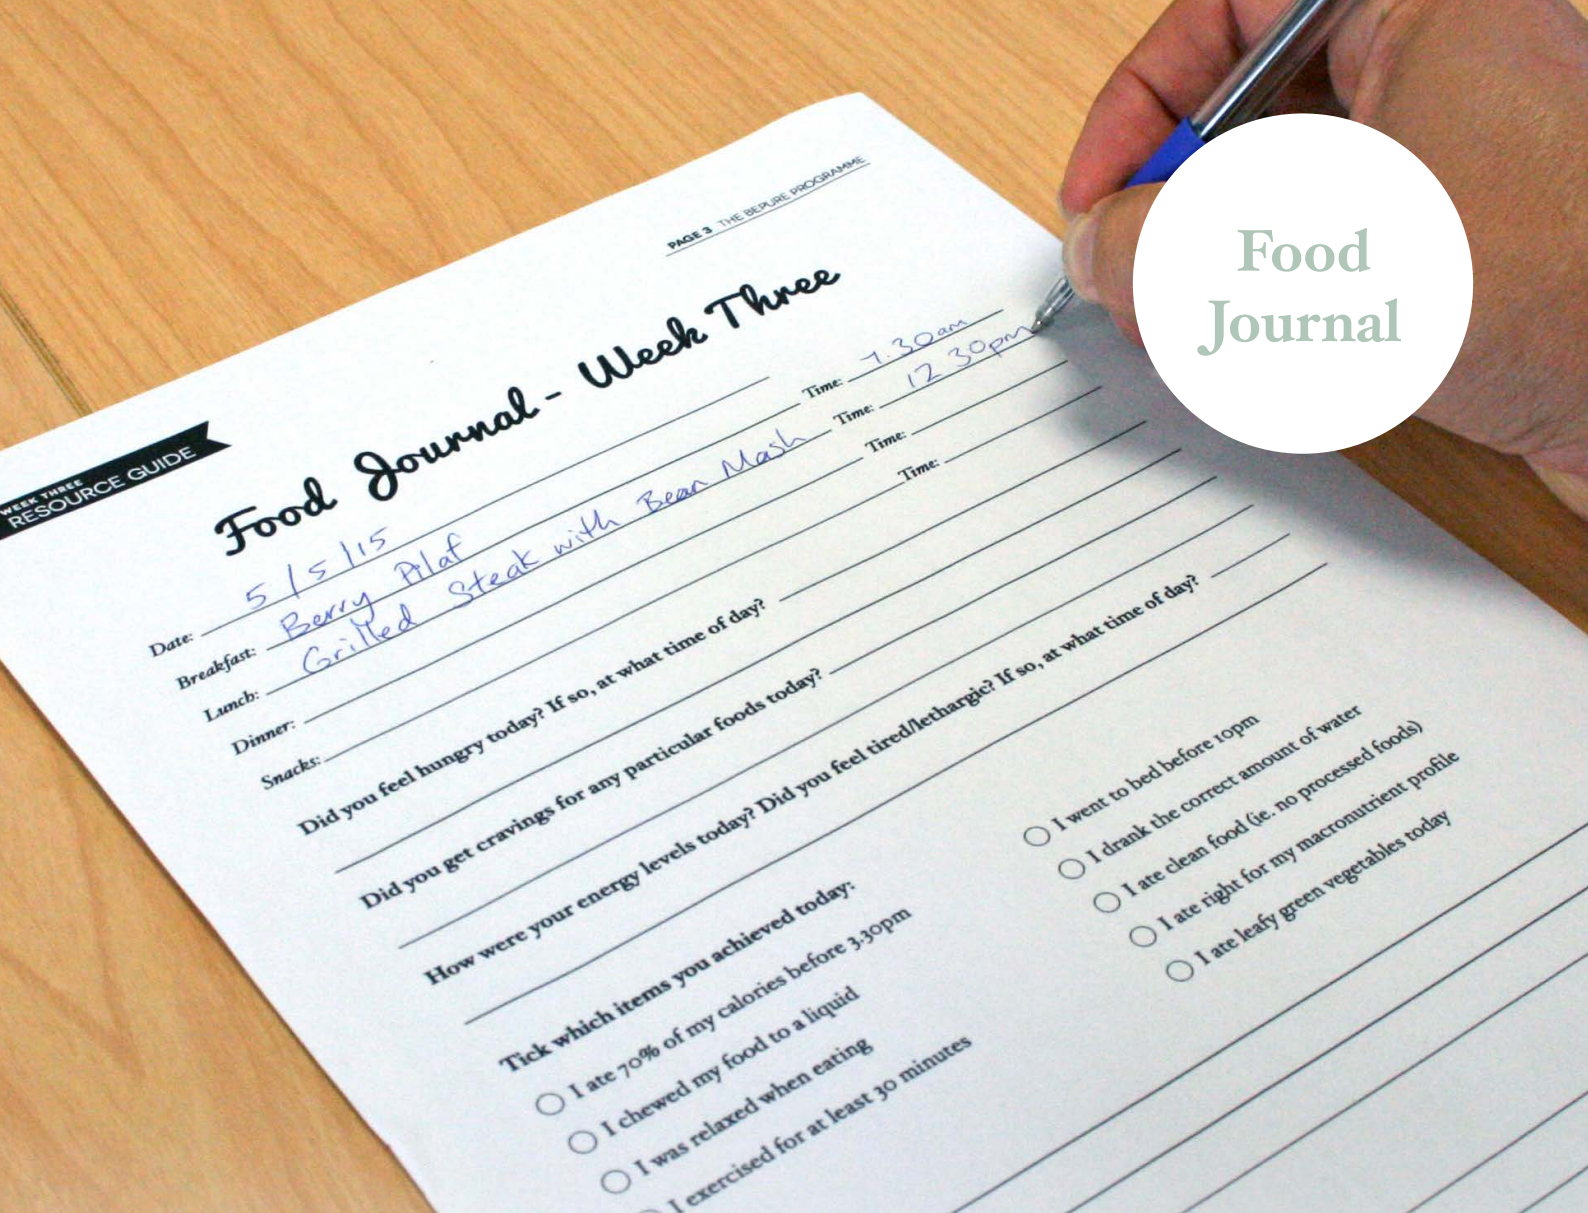 PAGE 3 THE BEPURE PROGRAMME
WEEK THREE
RESOURCE GUIDE
Food Journal - Week Three
Date: 5/5/15
Breakfast: Berry Pilaf Time: 7.30am
Lunch: Grilled Steak with Bean Mash Time: 12 30pm
Dinner: Time:
Snacks: Time:
Did you feel hungry today? If so, at what time of day?
Did you get cravings for any particular foods today?
How were your energy levels today? Did you feel tired/lethargic? If so, at what time of day?
Tick which items you achieved today:
I ate 70% of my calories before 3.30pm
I chewed my food to a liquid
I was relaxed when eating
I exercised for at least 30 minutes
I went to bed before 10pm
I drank the correct amount of water
I ate clean food (ie. no processed foods)
I ate right for my macronutrient profile
I ate leafy green vegetables today
Food
Journal